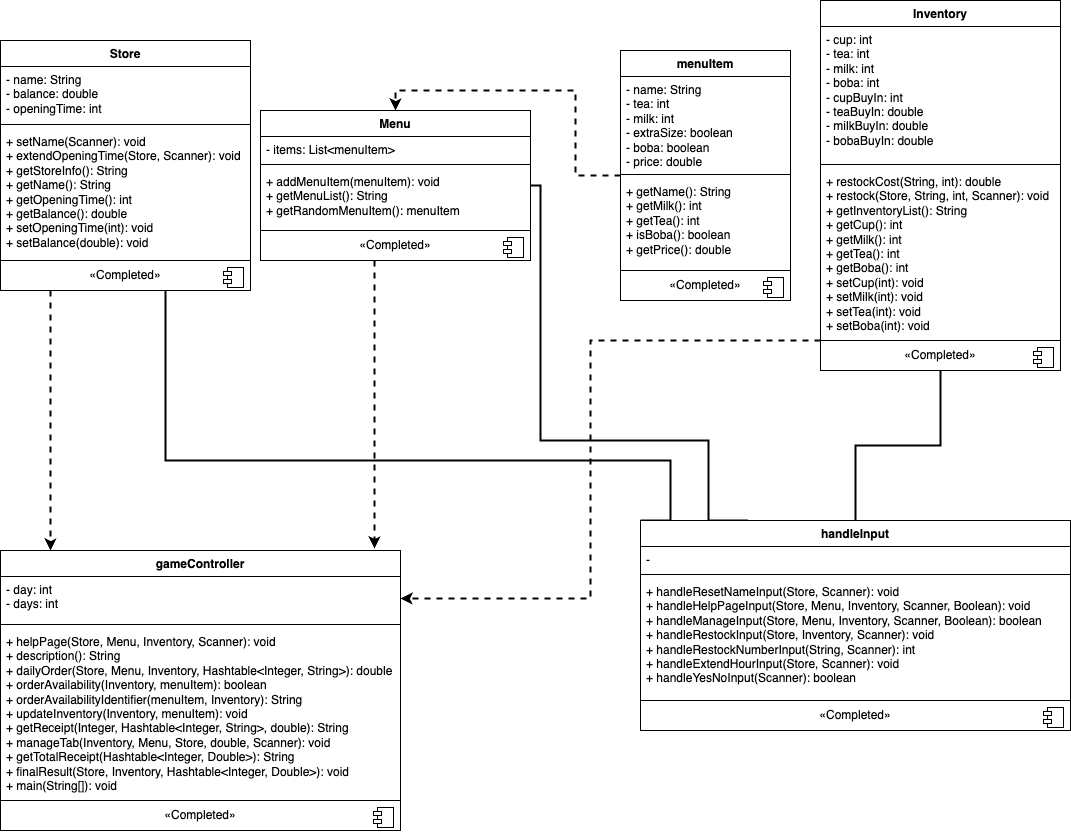 Store
- name: String
- balance: double
- openingTime: int
+ setName(Scanner): void
+ extendOpeningTime(Store, Scanner): void
+ getStoreInfo(): String
+ getName(): String
+ getOpeningTime(): int
+ getBalance(): double
+ setOpeningTime(int): void
+ setBalance(double): void
«Completed»
Menu
- items: List<menuItem>
+ addMenuItem(menuItem): void
+ getMenuList(): String
+ getRandomMenuItem(): menuItem
«Completed»
menuItem
- name: String
- tea: int
- milk: int
- extraSize: boolean
- boba: boolean
- price: double
+ getName(): String
+ getMilk(): int
+ getTea(): int
+ isBoba(): boolean
+ getPrice(): double
«Completed»
Inventory
- cup: int
- tea: int
- milk: int
- boba: int
- cupBuyIn: int
- teaBuyIn: double
- milkBuyIn: double
- bobaBuyIn: double
+ restockCost(String, int): double
+ restock(Store, String, int, Scanner): void
+ getInventoryList(): String
+ getCup(): int
+ getMilk(): int
+ getTea(): int
+ getBoba(): int
+ setCup(int): void
+ setMilk(int): void
+ setTea(int): void
+ setBoba(int): void
«Completed»
gameController
- day: int
- days: int
+ helpPage(Store, Menu, Inventory, Scanner): void
+ description(): String
+ dailyOrder(Store, Menu, Inventory, Hashtable<Integer, String>): double
+ orderAvailability(Inventory, menuItem): boolean
+ orderAvailabilityIdentifier(menuItem, Inventory): String
+ updateInventory(Inventory, menuItem): void
+ getReceipt(Integer, Hashtable<Integer, String>, double): String
+ manageTab(Inventory, Menu, Store, double, Scanner): void
+ getTotalReceipt(Hashtable<Integer, Double>): String
+ finalResult(Store, Inventory, Hashtable<Integer, Double>): void
+ main(String[]): void
«Completed»
handleInput
-
+ handleResetNameInput(Store, Scanner): void
+ handleHelpPageInput(Store, Menu, Inventory, Scanner, Boolean): void
+ handleManageInput(Store, Menu, Inventory, Scanner, Boolean): boolean
+ handleRestockInput(Store, Inventory, Scanner): void
+ handleRestockNumberInput(String, Scanner): int
+ handleExtendHourInput(Store, Scanner): void
+ handleYesNoInput(Scanner): boolean
«Completed»